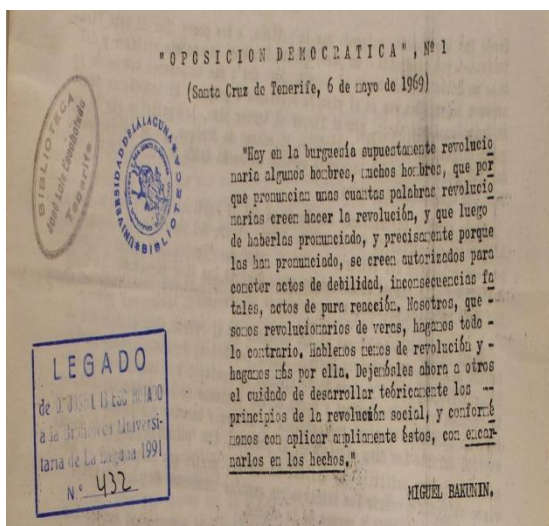 "OPOSICION DEMOCRATICA", Nº 1
(Santa Cruz de Tenerife, 6 de mayo de 1969)
BIBLIOTECA
José Luis Escohotado
Tenerife
UNIVERSIDAD DE LA LAGUNA
BIBLIOTECA
"Hay en la burguesía supuestamente revolucio
naria algunos hombres, muchos hombres, que por
que pronuncian unas cuantas palabras revolucio
narias creen hacer la revolución, y que luego
de haberlas pronunciado, y precisamente porque
las han pronunciado, se creen autorizados para
cometer actos de debilidad, inconsecuencias fa
tales, actos de pura reacción. Nosotros, que -
somos revolucionarios de veras, hagamos todo -
lo contrario. Hablemos menos de revolución y -
hagamos más por ella. Dejenósles ahora a otros
el cuidado de desarrollar teóricamente los --
principios de la revolución social, y conformé
monos con aplicar ampliamente éstos, con encar-
narlos en los hechos."
MIGUEL BAKUNIN.
LEGADO
a la Biblioteca Universi-
taria de La Laguna 1991
N.º 432